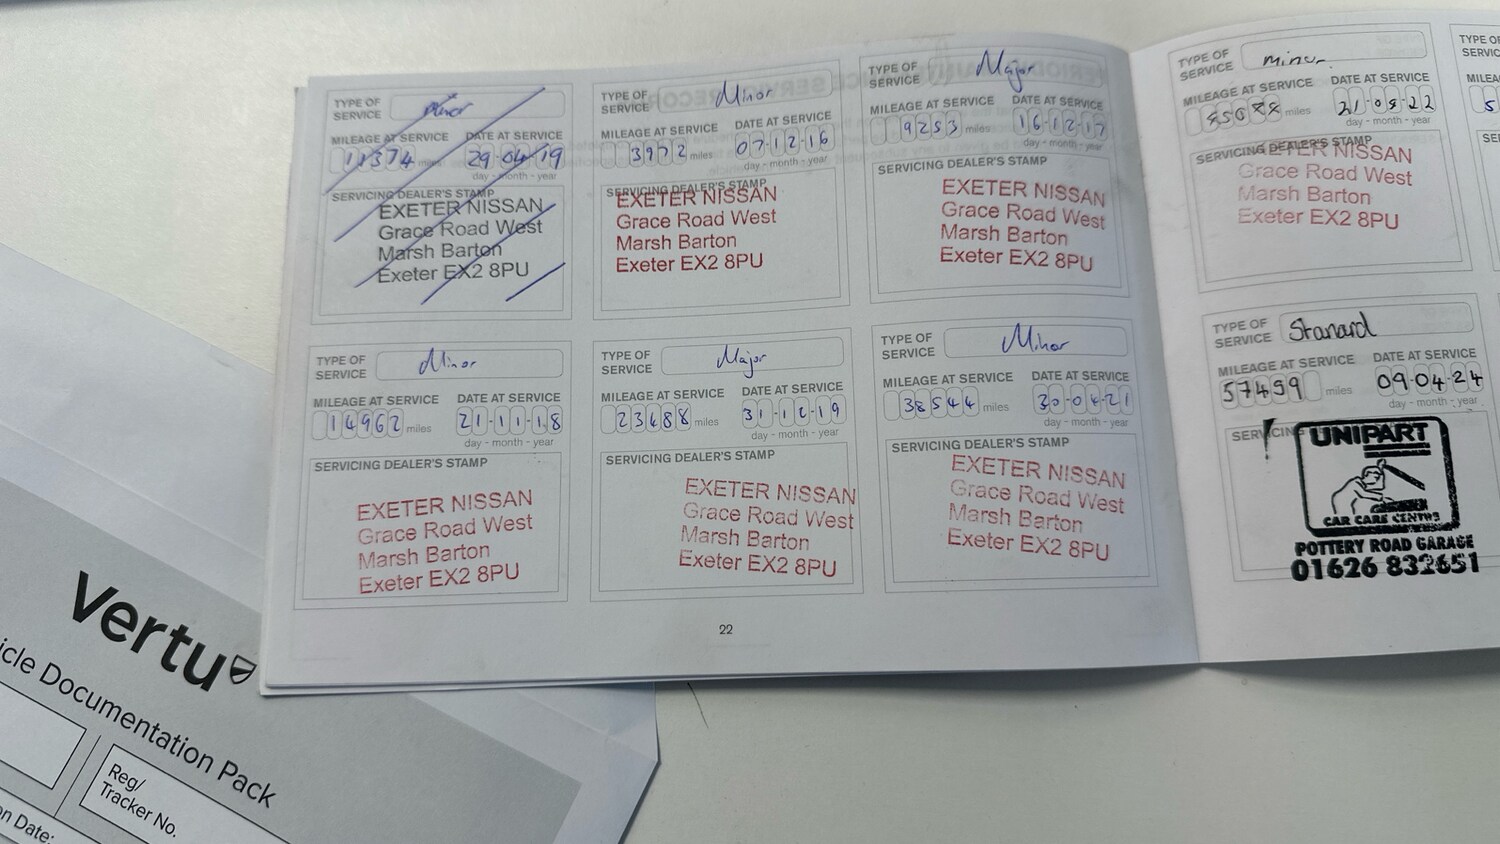 TYPE OF SERVICE Minor
MILEAGE AT SERVICE DATE AT SERVICE
11374 miles 29-04-19
day - month - year
SERVICING DEALER'S STAMP
EXETER NISSAN
Grace Road West
Marsh Barton
Exeter EX2 8PU
TYPE OF SERVICE Minor
MILEAGE AT SERVICE DATE AT SERVICE
3972 miles 07-12-16
day - month - year
SERVICING DEALER'S STAMP
EXETER NISSAN
Grace Road West
Marsh Barton
Exeter EX2 8PU
TYPE OF SERVICE Major
MILEAGE AT SERVICE DATE AT SERVICE
9253 miles 16-12-17
day - month - year
SERVICING DEALER'S STAMP
EXETER NISSAN
Grace Road West
Marsh Barton
Exeter EX2 8PU
TYPE OF SERVICE Minor
MILEAGE AT SERVICE DATE AT SERVICE
14962 miles 21-11-18
day - month - year
SERVICING DEALER'S STAMP
EXETER NISSAN
Grace Road West
Marsh Barton
Exeter EX2 8PU
TYPE OF SERVICE Major
MILEAGE AT SERVICE DATE AT SERVICE
23688 miles 31-12-19
day - month - year
SERVICING DEALER'S STAMP
EXETER NISSAN
Grace Road West
Marsh Barton
Exeter EX2 8PU
TYPE OF SERVICE Minor
MILEAGE AT SERVICE DATE AT SERVICE
38544 miles 30-04-21
day - month - year
SERVICING DEALER'S STAMP
EXETER NISSAN
Grace Road West
Marsh Barton
Exeter EX2 8PU
22
TYPE OF SERVICE minor
MILEAGE AT SERVICE DATE AT SERVICE
miles
day - month - year
SERVICING DEALER'S STAMP
EXETER NISSAN
Grace Road West
Marsh Barton
Exeter EX2 8PU
TYPE OF SERVICE Stanard
MILEAGE AT SERVICE DATE AT SERVICE
57499 miles 09-04-24
day - month - year
SERVICIN
UNIPART
CAR CARE CENTRE
POTTERY ROAD GARAGE
01626 832651
Vertu
icle Documentation Pack
Reg/
Tracker No.
on Date: